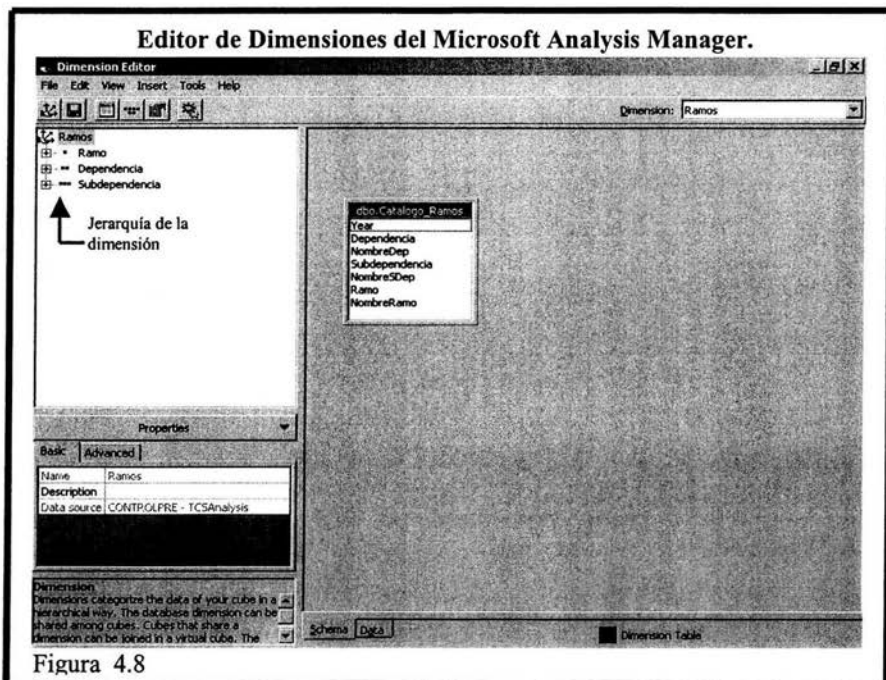 Editor de Dimensiones del Microsoft Analysis Manager.
Dimension Editor
File Edit View Insert Tools Help
Dimension: Ramos
Ramos
Ramo
Dependencia
Subdependencia
Jerarquía de la
dimensión
dbo.Catalogo_Ramos
Year
Dependencia
NombreDep
Subdependencia
NombreSDep
Ramo
NombreRamo
Properties
Basic Advanced
Name Ramos
Description
Data source CONTROLPRE - TCSAnalysis
Dimension
Dimensions categorize the data of your cube in a
hierarchical way. The database dimension can be
shared among cubes. Cubes that share a
dimension can be joined in a virtual cube. The
Schema Data
Dimension Table
Figura 4.8